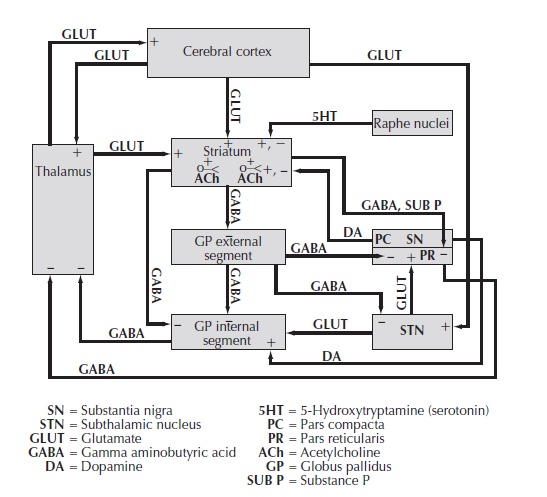 GLUT
+
Cerebral cortex
GLUT
GLUT
GLUT
5HT
Raphe nuclei
+
Thalamus
GLUT
+
Striatum
+
+, −
+
+
+, −
ACh
ACh
GABA, SUB P
GABA
DA
PC SN
− + PR −
GP external
segment
−
GABA
GABA
GABA
GABA
GLUT
− −
GABA
−
GP internal
segment
−
+
GLUT
−
STN
+
DA
GABA
SN = Substantia nigra
STN = Subthalamic nucleus
GLUT = Glutamate
GABA = Gamma aminobutyric acid
DA = Dopamine
5HT = 5-Hydroxytryptamine (serotonin)
PC = Pars compacta
PR = Pars reticularis
ACh = Acetylcholine
GP = Globus pallidus
SUB P = Substance P